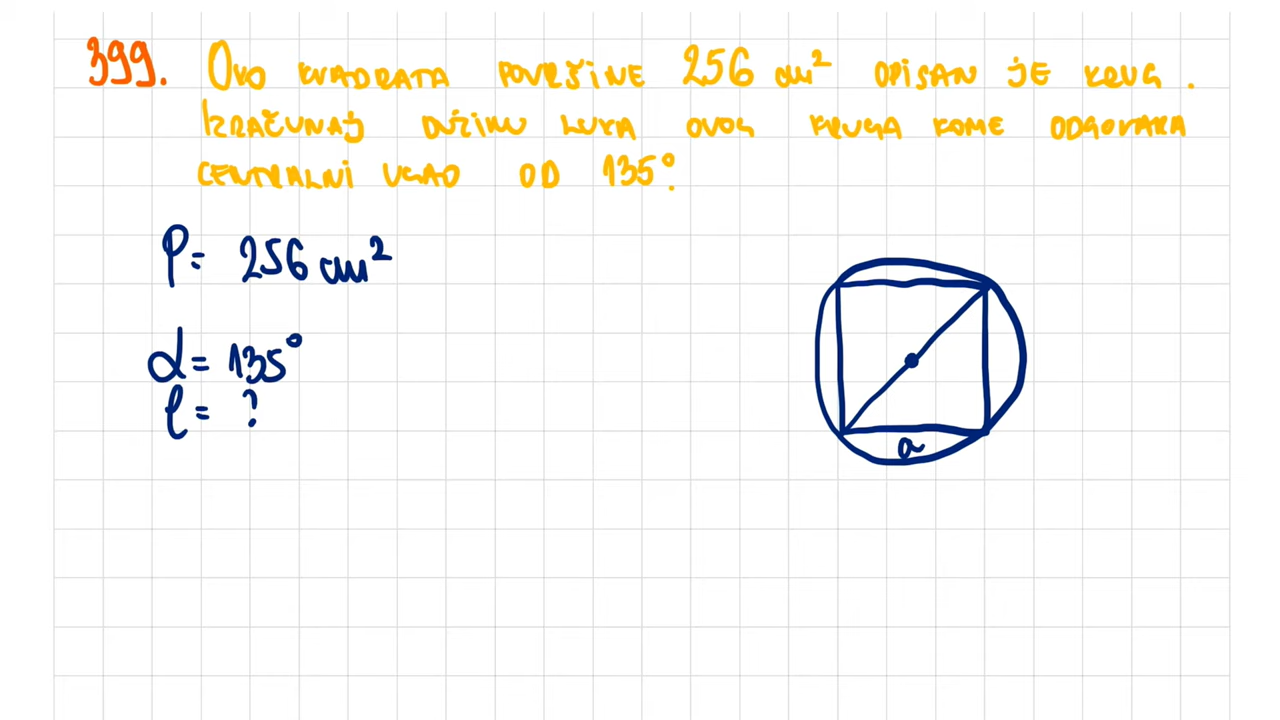 399. OKO KVADRATA POVRŠINE 256 cm² OPISAN JE KRUG.
IZRAČUNAJ DUŽINU LUKA OVOG KRUGA KOME ODGOVARA
CENTRALNI UGAO OD 135°?
P= 256 cm²
α= 135°
l= ?
a